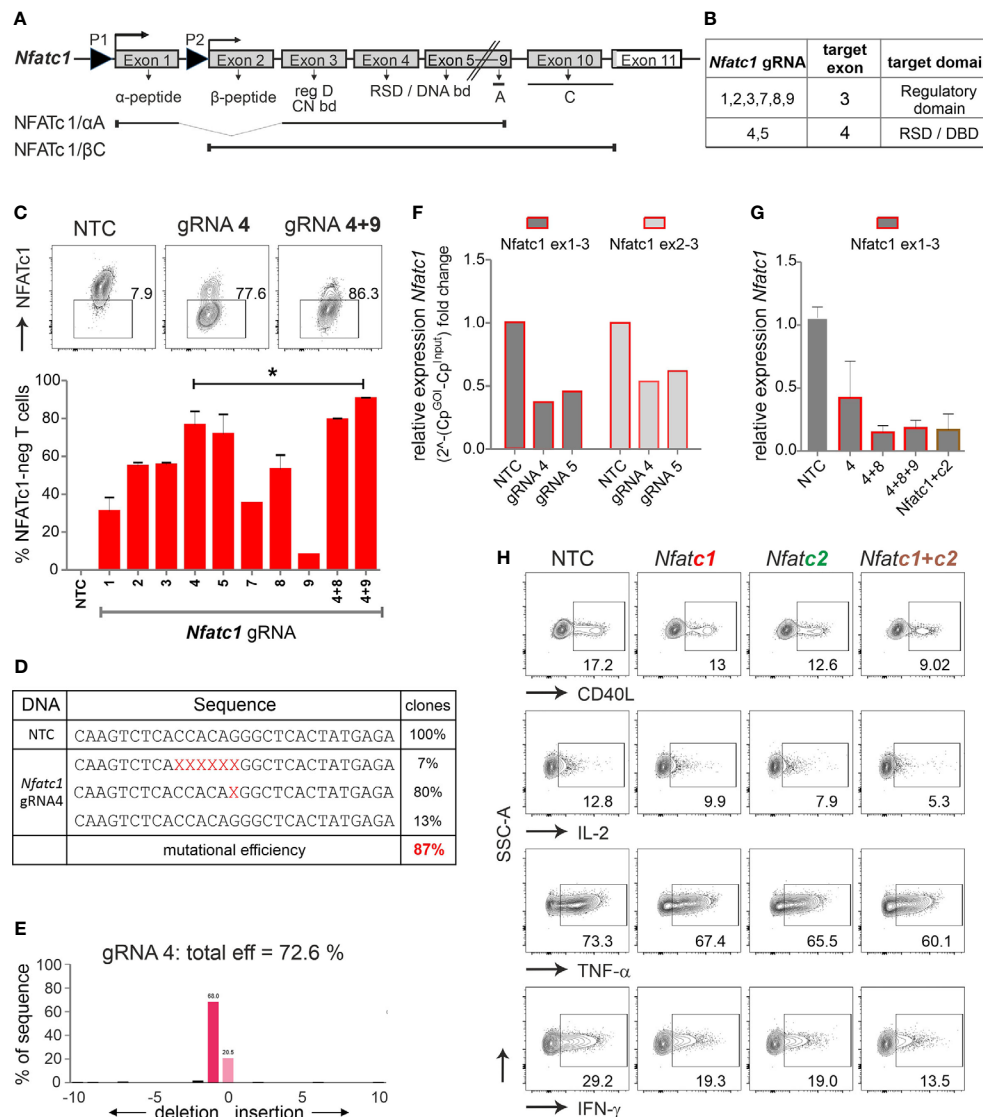 A
P1
P2
Nfatc1
Exon 1
Exon 2
Exon 3
Exon 4
Exon 5
9
Exon 10
Exon 11
α-peptide
β-peptide
reg D
CN bd
RSD / DNA bd
A
C
NFATc1/αA
NFATc1/βC
B
Nfatc1 gRNA
target exon
target domain
1,2,3,7,8,9
3
Regulatory domain
4,5
4
RSD / DBD
C
NTC
gRNA 4
gRNA 4+9
NFATc1
7.9
77.6
86.3
*
% NFATc1-neg T cells
100
80
60
40
20
0
NTC
1
2
3
4
5
7
8
9
4+8
4+9
Nfatc1 gRNA
D
DNA
Sequence
clones
NTC
CAAGTCTCACCACAGGGCTCACTATGAGA
100%
Nfatc1 gRNA4
CAAGTCTCAXXXXXXGGCTCACTATGAGA
7%
CAAGTCTCACCACAXGGCTCACTATGAGA
80%
CAAGTCTCACCACAGGGCTCACTATGAGA
13%
mutational efficiency
87%
E
gRNA 4: total eff = 72.6 %
% of sequence
100
80
60
40
20
0
68.0
20.5
-10
-5
0
5
10
deletion
insertion
F
Nfatc1 ex1-3
Nfatc1 ex2-3
relative expression Nfatc1
(2^-(Cp^GOI-Cp^Input) fold change
1.0
0.5
0.0
NTC
gRNA 4
gRNA 5
NTC
gRNA 4
gRNA 5
G
Nfatc1 ex1-3
relative expression Nfatc1
1.5
1.0
0.5
0.0
NTC
4
4+8
4+8+9
Nfatc1+c2
H
NTC
Nfatc1
Nfatc2
Nfatc1+c2
17.2
13
12.6
9.02
CD40L
12.8
9.9
7.9
5.3
IL-2
73.3
67.4
65.5
60.1
TNF-α
29.2
19.3
19.0
13.5
IFN-γ
SSC-A